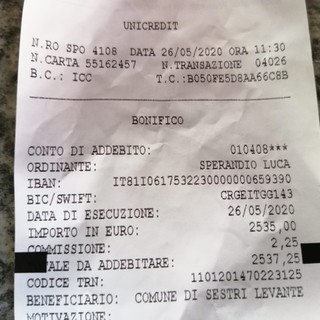 UNICREDIT
N.RO SPO 4108 DATA 26/05/2020 ORA 11:30
N.CARTA 55162457 N.TRANSAZIONE 04026
B.C.: ICC T.C.:B050FE5D8AA66C8B
BONIFICO
CONTO DI ADDEBITO: 010408***
ORDINANTE: SPERANDIO LUCA
IBAN: IT81I0617532230000000659390
BIC/SWIFT: CRGEITGG143
DATA DI ESECUZIONE: 26/05/2020
IMPORTO IN EURO: 2535,00
COMMISSIONE: 2,25
ALE DA ADDEBITARE: 2537,25
CODICE TRN: 1101201470223125
BENEFICIARIO: COMUNE DI SESTRI LEVANTE
MOTIVAZIONE: